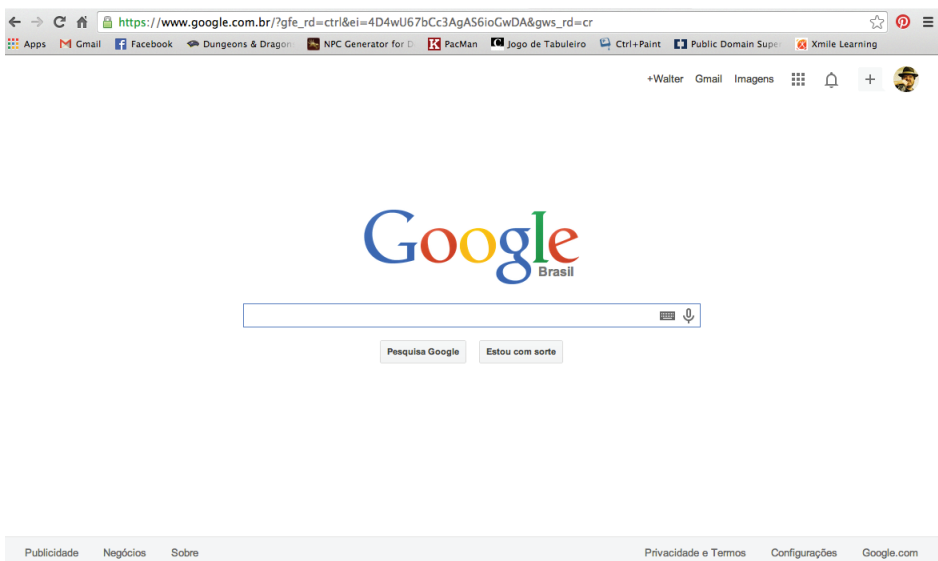 https://www.google.com.br/?gfe_rd=ctrl&ei=4D4wU67bCc3AgAS6ioGwDA&gws_rd=cr
Apps Gmail Facebook Dungeons & Dragon NPC Generator for D PacMan Jogo de Tabuleiro Ctrl+Paint Public Domain Super Xmile Learning
+Walter Gmail Imagens
Google
Brasil
Pesquisa Google Estou com sorte
Publicidade Negócios Sobre Privacidade e Termos Configurações Google.com